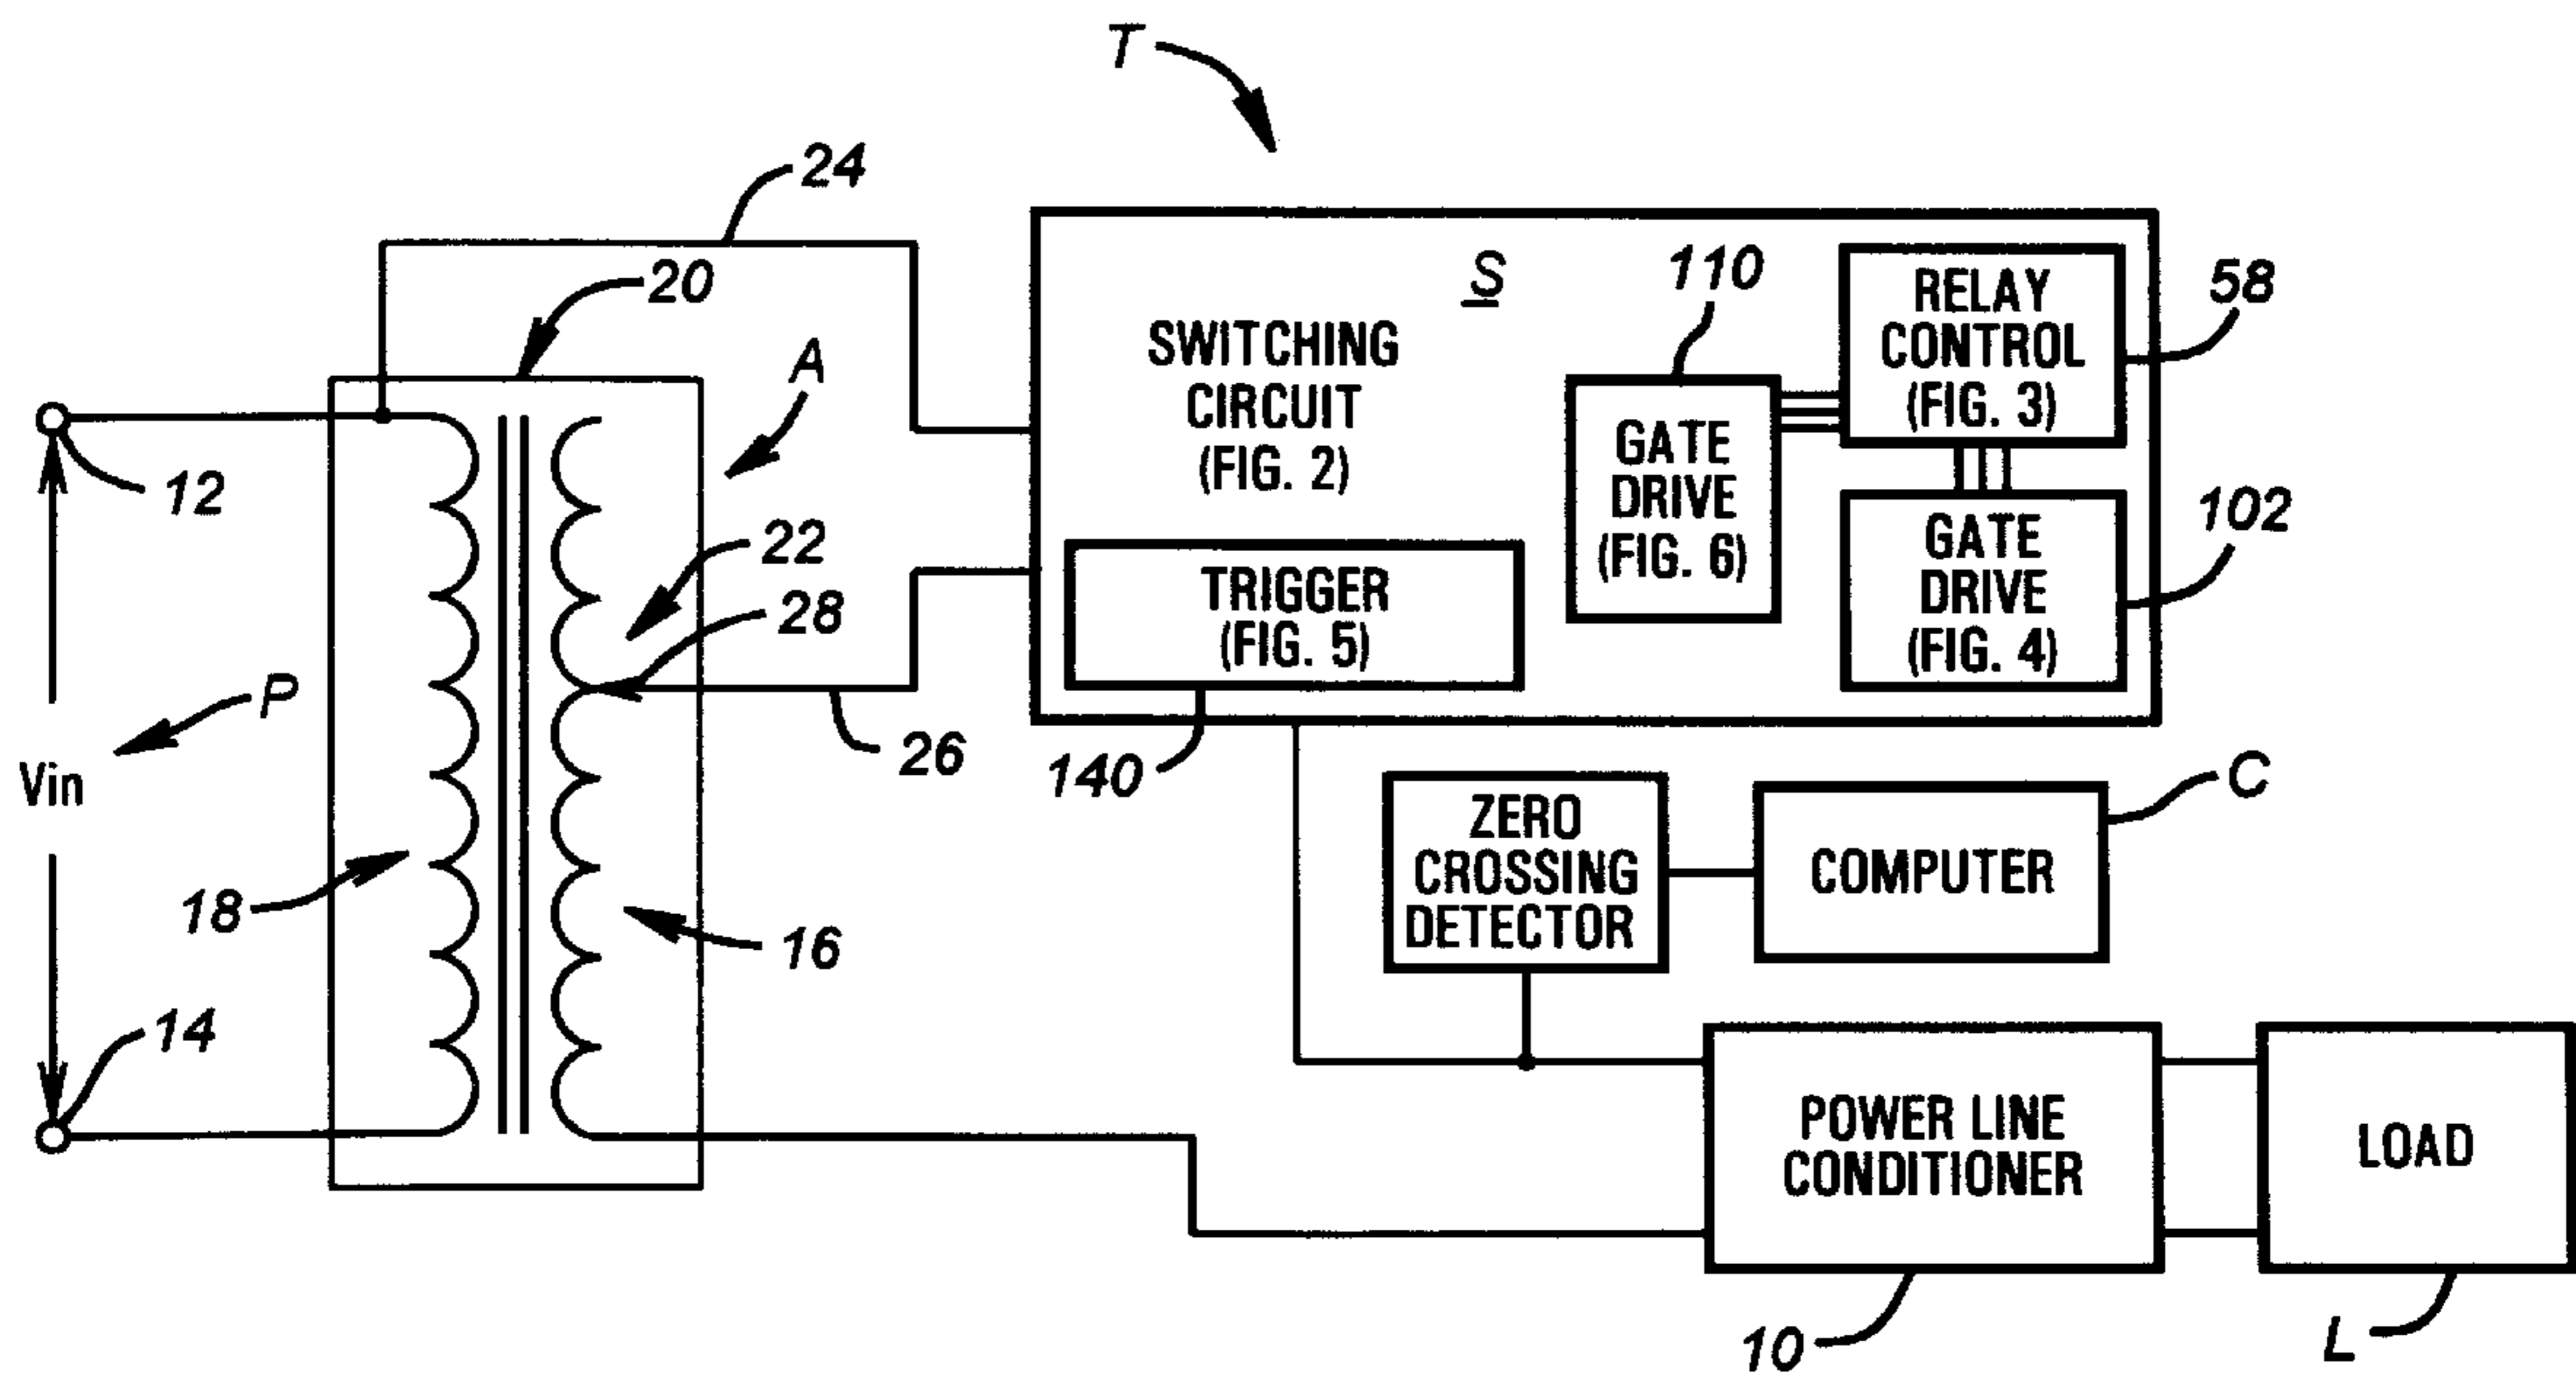 T
24
20
A
12
22
28
P
Vin
26
18
16
14
S
SWITCHING
CIRCUIT
(FIG. 2)
110
RELAY
CONTROL
(FIG. 3)
58
GATE
DRIVE
(FIG. 6)
GATE
DRIVE
(FIG. 4)
102
TRIGGER
(FIG. 5)
140
ZERO
CROSSING
DETECTOR
COMPUTER
C
POWER LINE
CONDITIONER
LOAD
10
L